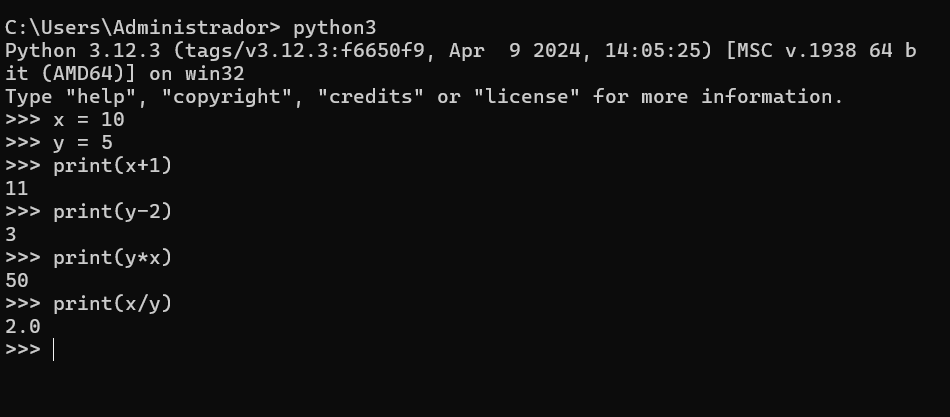 C:\Users\Administrador> python3
Python 3.12.3 (tags/v3.12.3:f6650f9, Apr  9 2024, 14:05:25) [MSC v.1938 64 b
it (AMD64)] on win32
Type "help", "copyright", "credits" or "license" for more information.
>>> x = 10
>>> y = 5
>>> print(x+1)
11
>>> print(y-2)
3
>>> print(y*x)
50
>>> print(x/y)
2.0
>>>